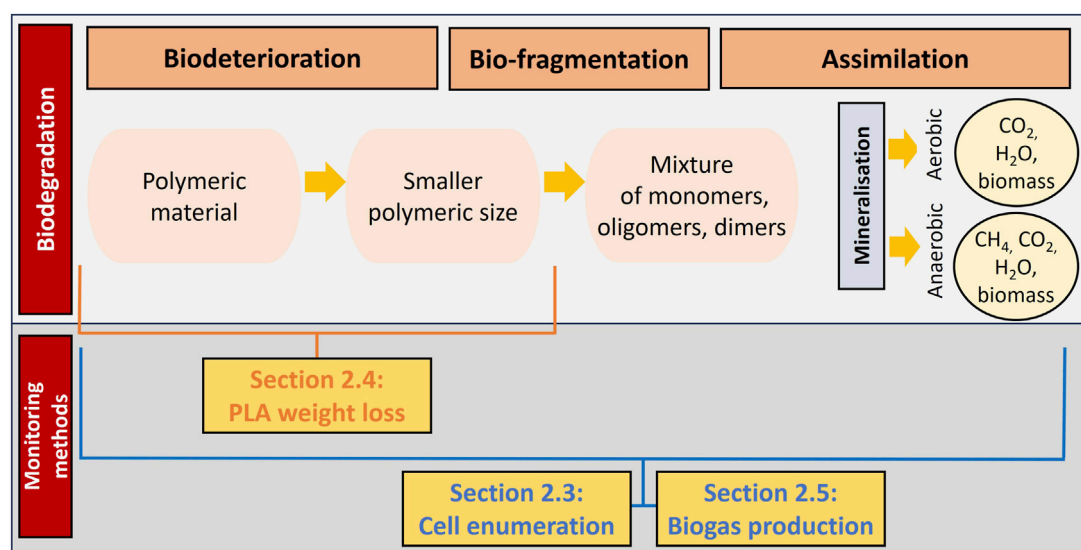 Biodegradation
Biodeterioration
Bio-fragmentation
Assimilation
Polymeric
material
Smaller
polymeric size
Mixture
of monomers,
oligomers, dimers
Mineralisation
Aerobic
CO₂,
H₂O,
biomass
Anaerobic
CH₄, CO₂,
H₂O,
biomass
Monitoring
methods
Section 2.4:
PLA weight loss
Section 2.3:
Cell enumeration
Section 2.5:
Biogas production